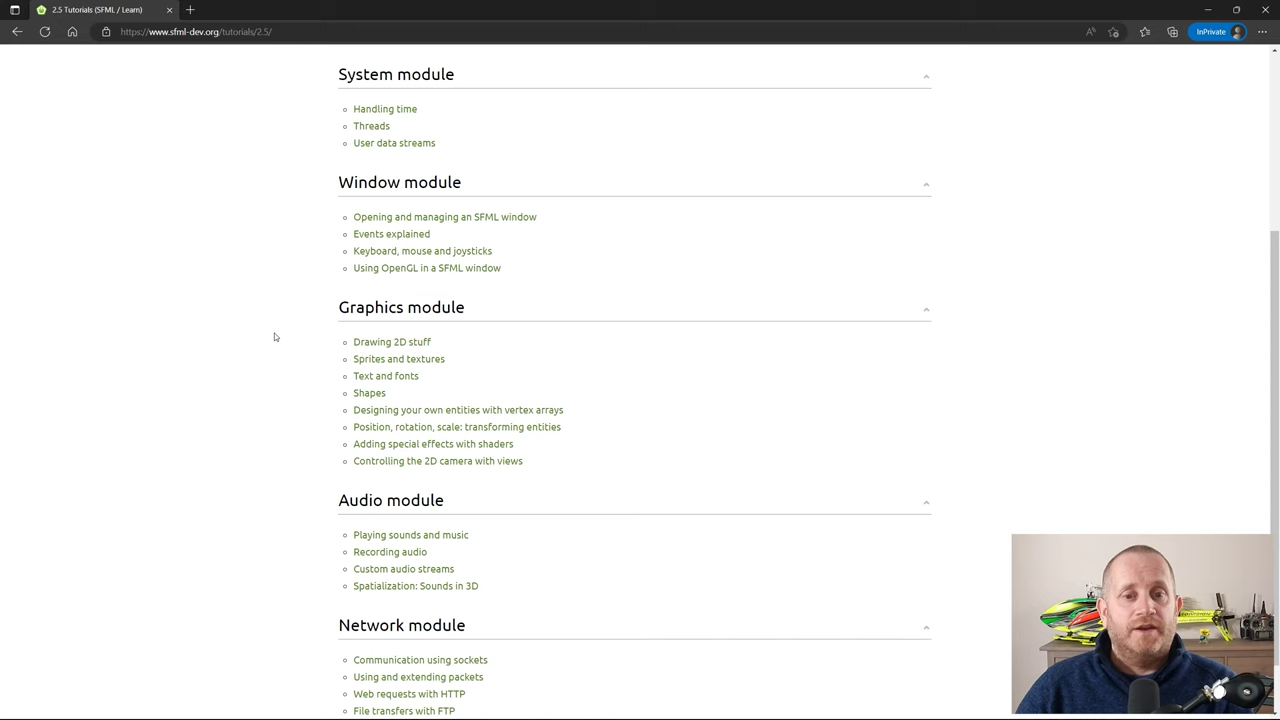 2.5 Tutorials (SFML / Learn)
https://www.sfml-dev.org/tutorials/2.5/
InPrivate
System module
Handling time
Threads
User data streams
Window module
Opening and managing an SFML window
Events explained
Keyboard, mouse and joysticks
Using OpenGL in a SFML window
Graphics module
Drawing 2D stuff
Sprites and textures
Text and fonts
Shapes
Designing your own entities with vertex arrays
Position, rotation, scale: transforming entities
Adding special effects with shaders
Controlling the 2D camera with views
Audio module
Playing sounds and music
Recording audio
Custom audio streams
Spatialization: Sounds in 3D
Network module
Communication using sockets
Using and extending packets
Web requests with HTTP
File transfers with FTP